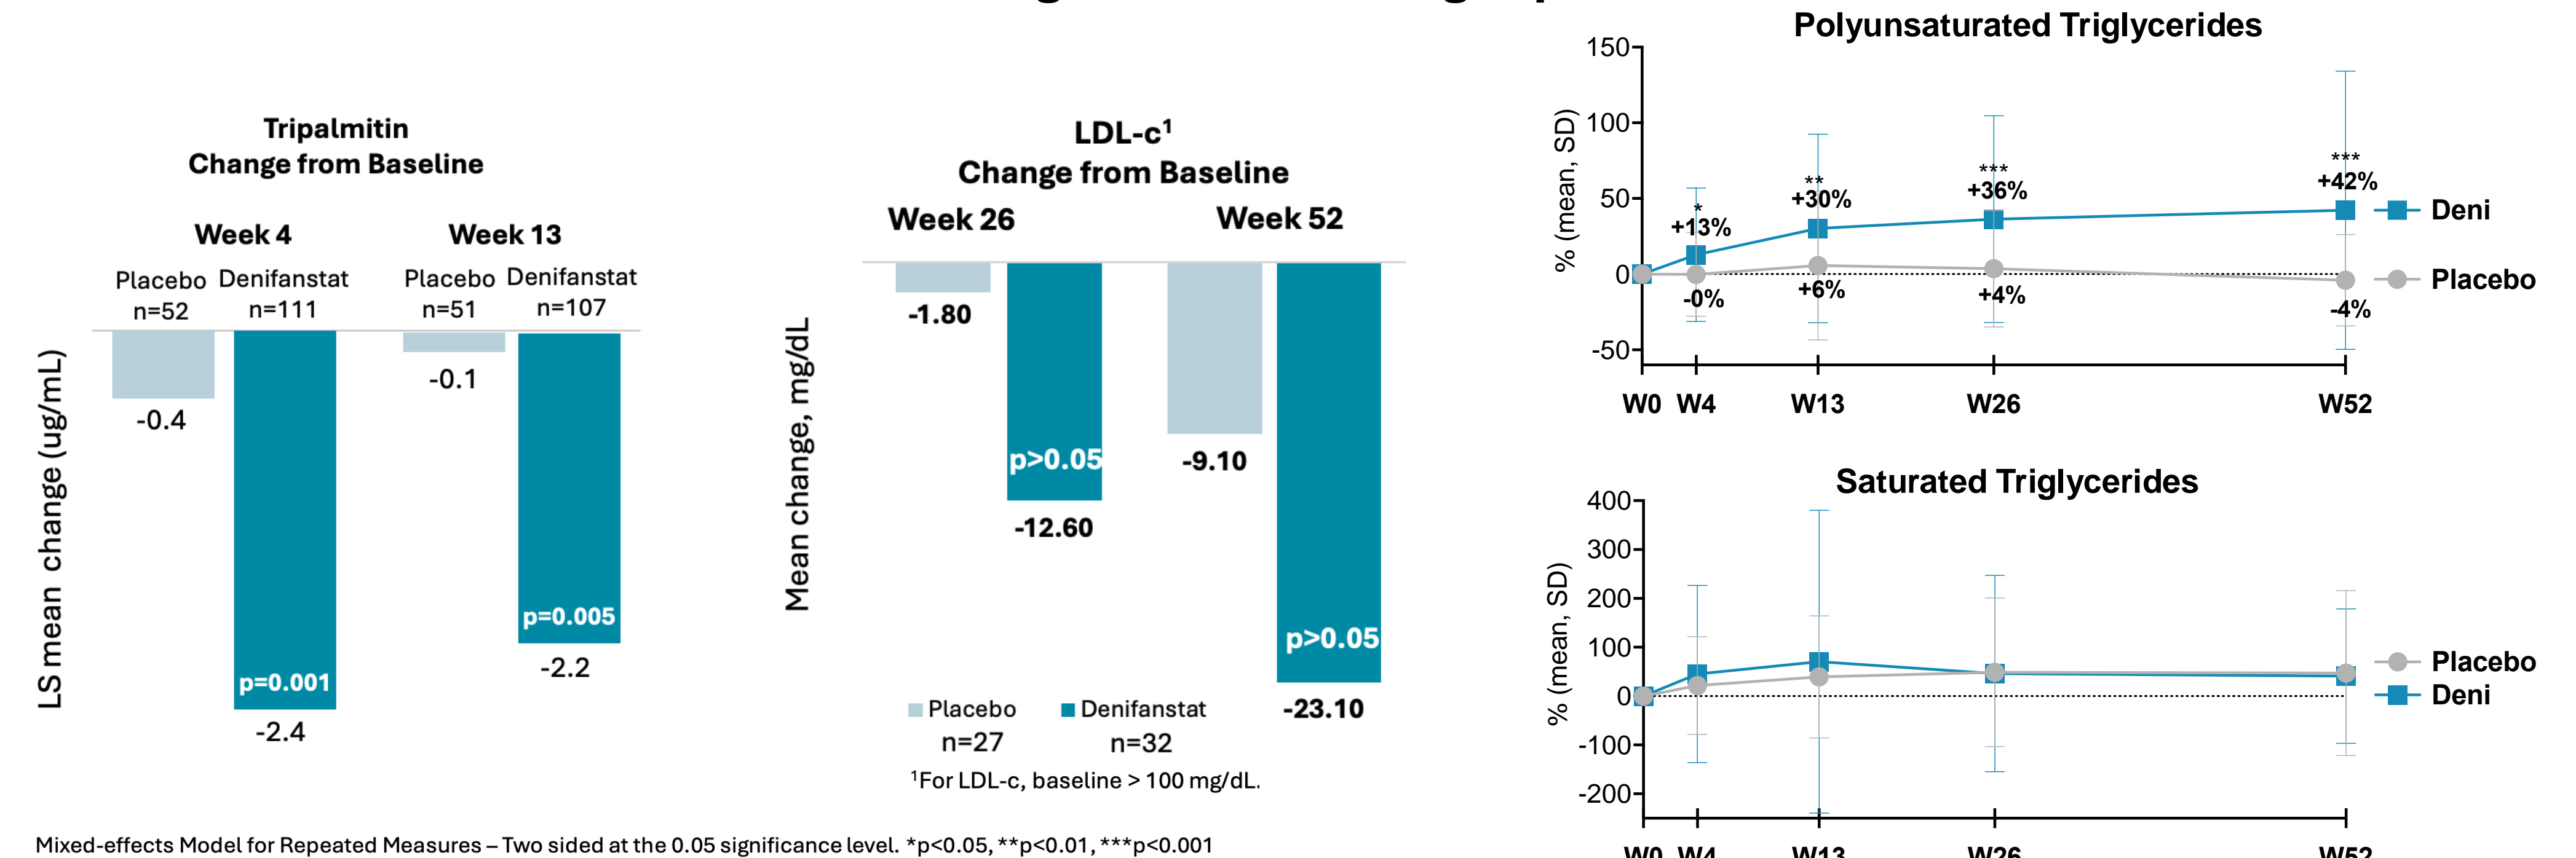 Tripalmitin
Change from Baseline
Week 4
Week 13
Placebo
n=52
Denifanstat
n=111
Placebo
n=51
Denifanstat
n=107
LS mean change (ug/mL)
-0.4
p=0.001
-2.4
-0.1
p=0.005
-2.2
LDL-c¹
Change from Baseline
Week 26
Week 52
Mean change, mg/dL
-1.80
p>0.05
-12.60
-9.10
p>0.05
-23.10
Placebo
n=27
Denifanstat
n=32
¹For LDL-c, baseline > 100 mg/dL.
Mixed-effects Model for Repeated Measures – Two sided at the 0.05 significance level. *p<0.05, **p<0.01, ***p<0.001
Polyunsaturated Triglycerides
% (mean, SD)
150
100
50
0
-50
*
+13%
**
+30%
***
+36%
***
+42%
-0%
+6%
+4%
-4%
Deni
Placebo
W0 W4 W13 W26 W52
Saturated Triglycerides
% (mean, SD)
400
300
200
100
0
-100
-200
Placebo
Deni
W0 W4 W13 W26 W52